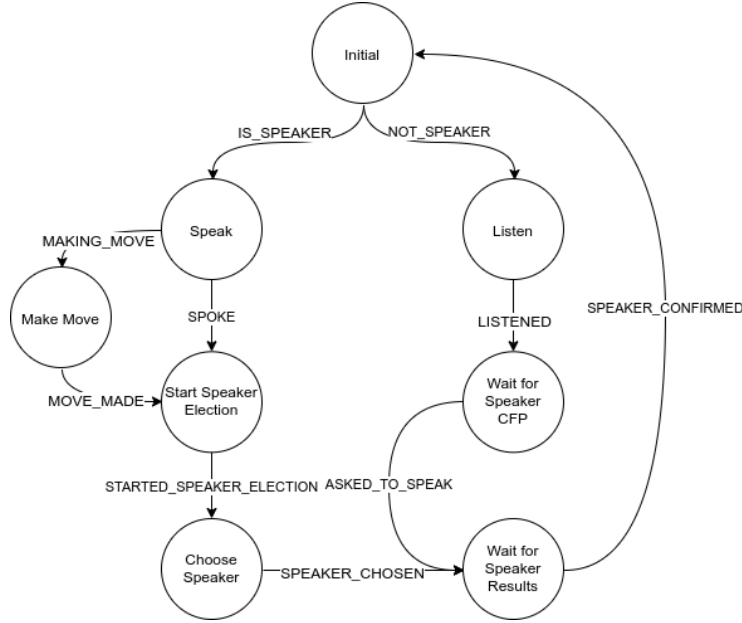 Initial
IS_SPEAKER
NOT_SPEAKER
Speak
Listen
MAKING_MOVE
Make Move
SPOKE
LISTENED
SPEAKER_CONFIRMED
MOVE_MADE
Start Speaker
Election
Wait for
Speaker
CFP
STARTED_SPEAKER_ELECTION
ASKED_TO_SPEAK
Choose
Speaker
SPEAKER_CHOSEN
Wait for
Speaker
Results